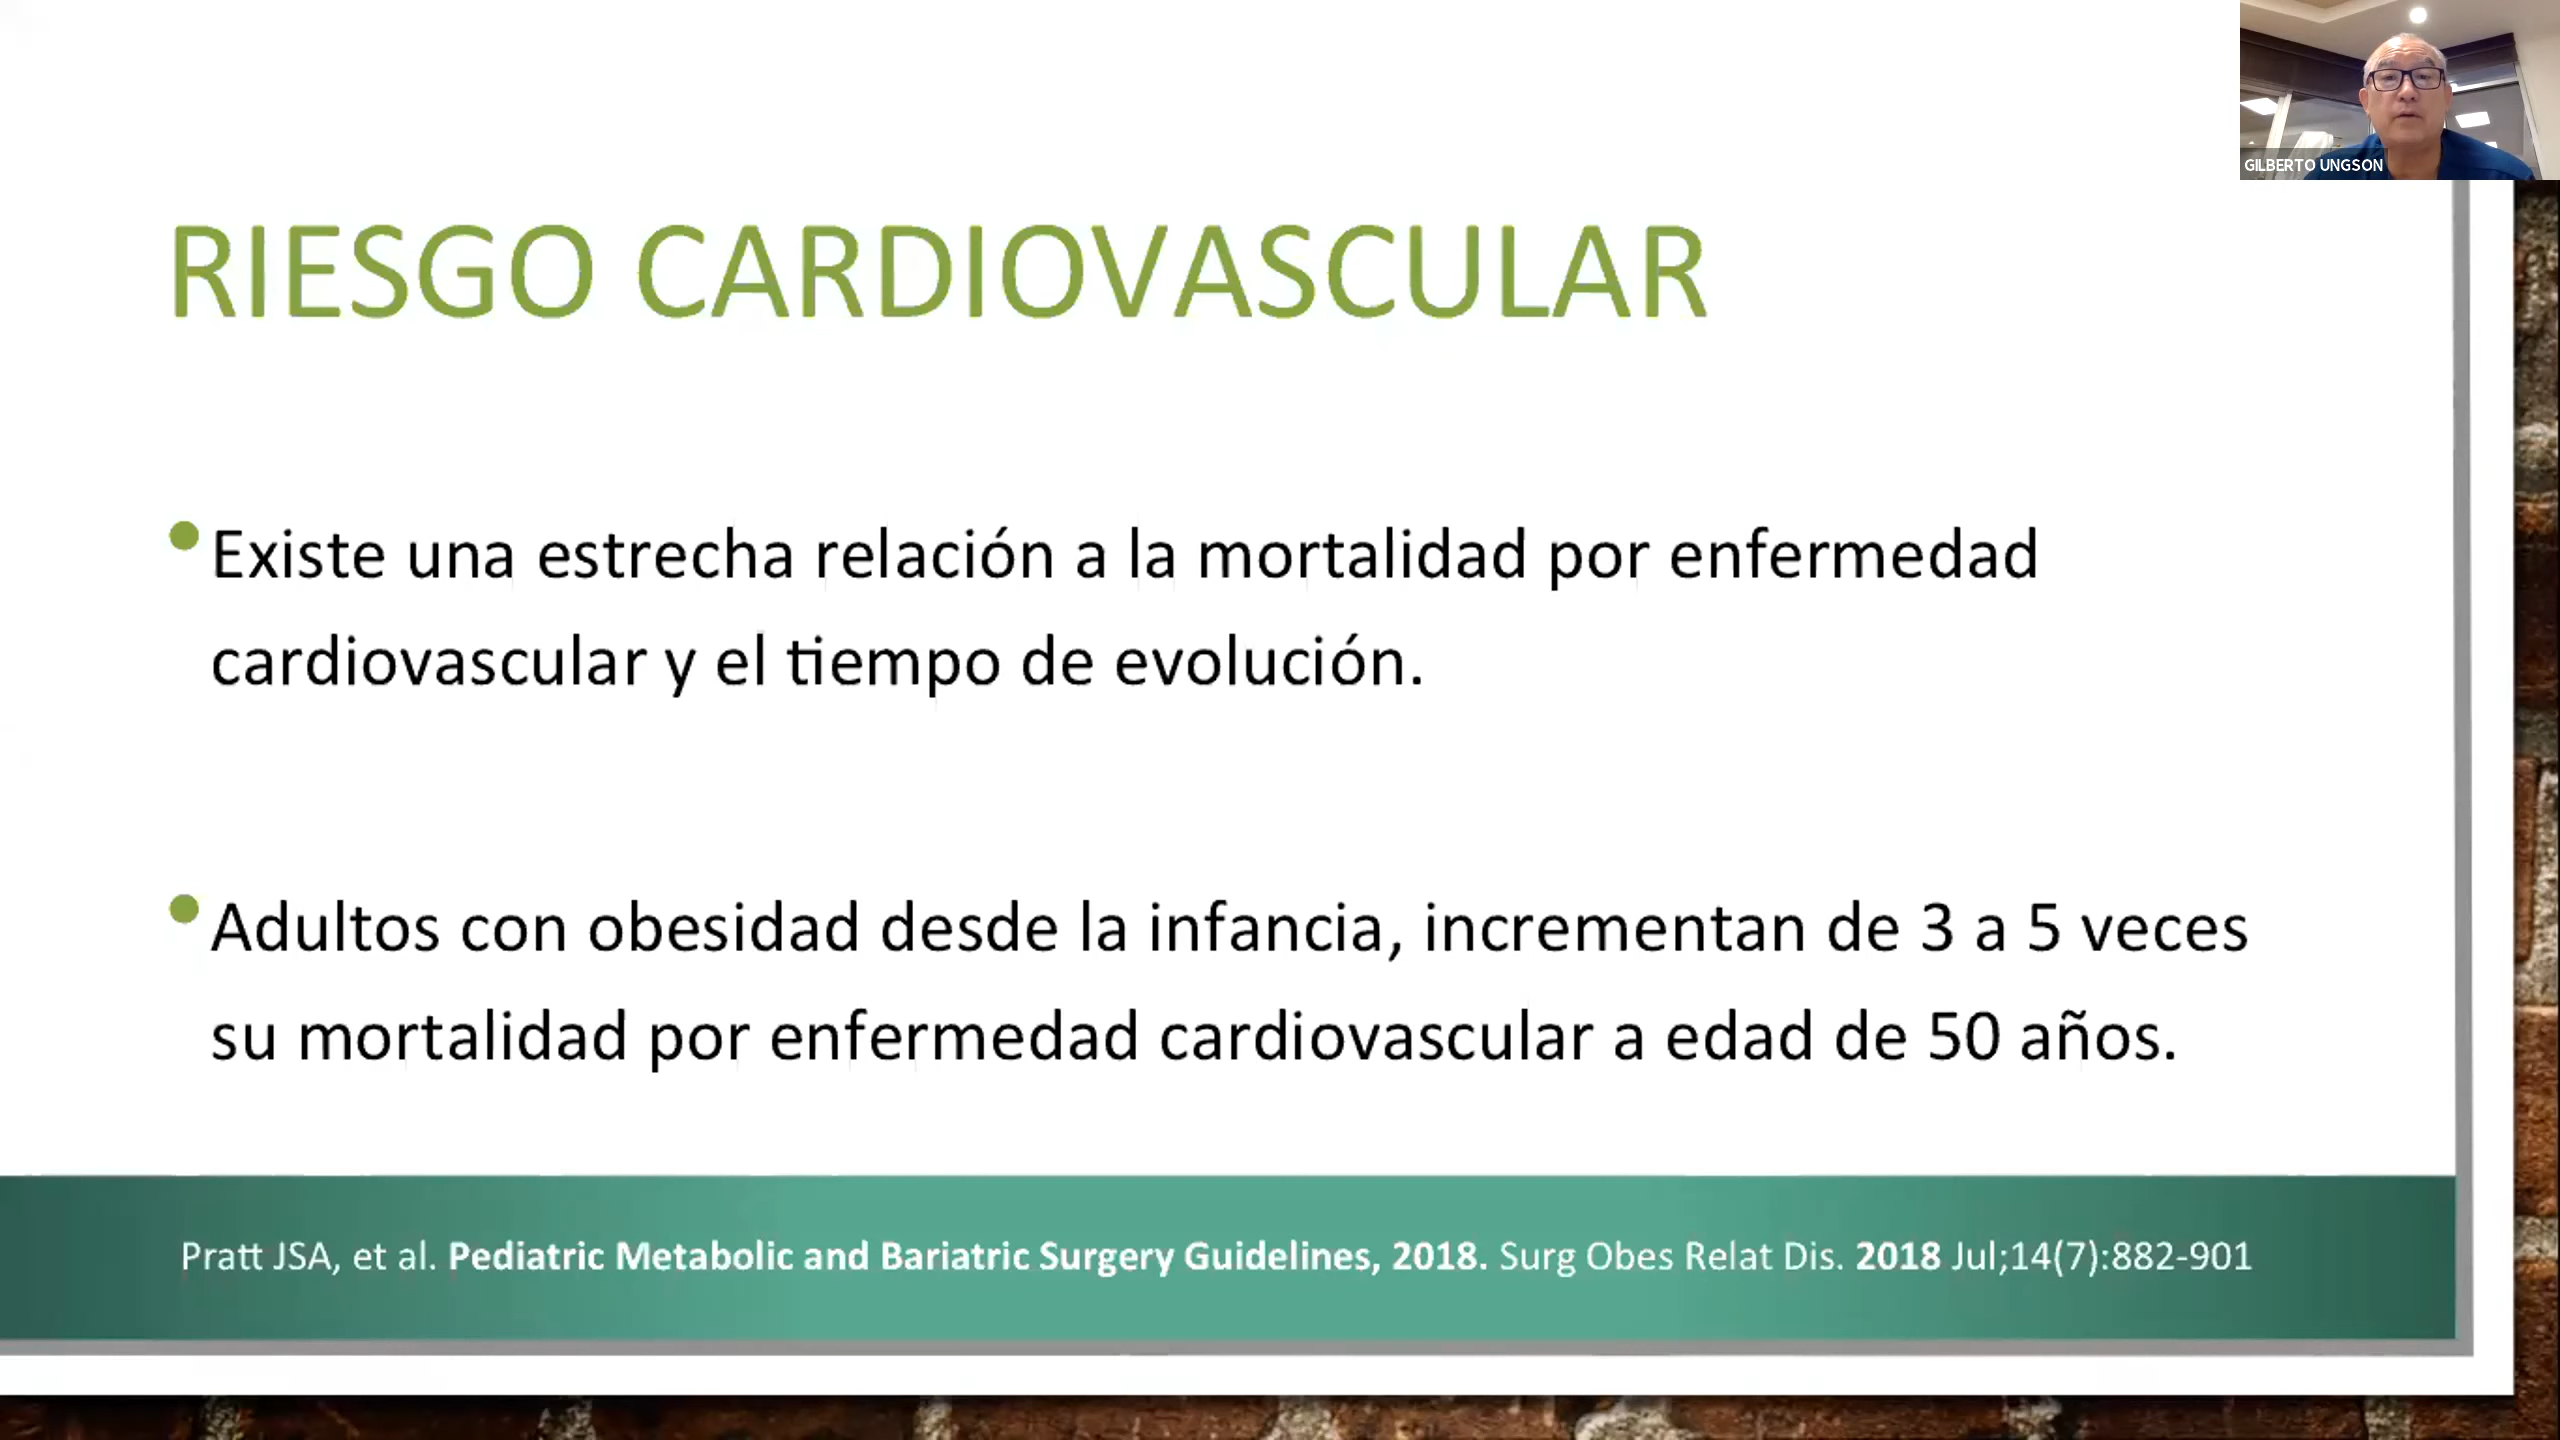 GILBERTO UNGSON
RIESGO CARDIOVASCULAR
Existe una estrecha relación a la mortalidad por enfermedad
cardiovascular y el tiempo de evolución.
Adultos con obesidad desde la infancia, incrementan de 3 a 5 veces
su mortalidad por enfermedad cardiovascular a edad de 50 años.
Pratt JSA, et al. Pediatric Metabolic and Bariatric Surgery Guidelines, 2018. Surg Obes Relat Dis. 2018 Jul;14(7):882-901